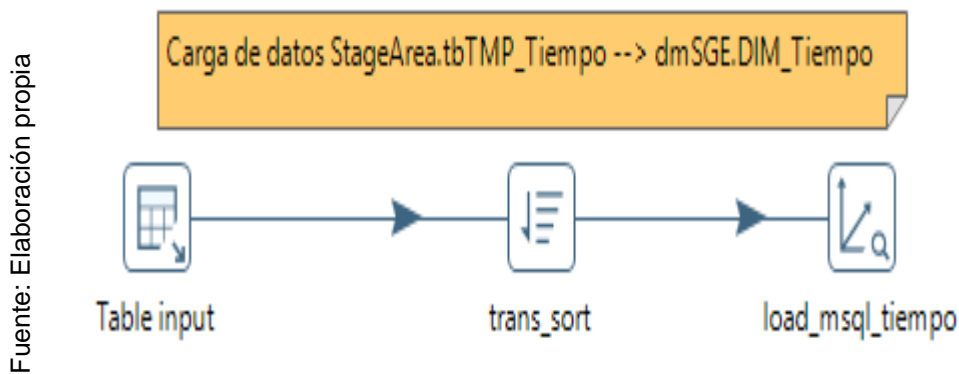 Carga de datos StageArea.tbTMP_Tiempo --> dmSGE.DIM_Tiempo
Fuente: Elaboración propia
Table input
trans_sort
load_msql_tiempo